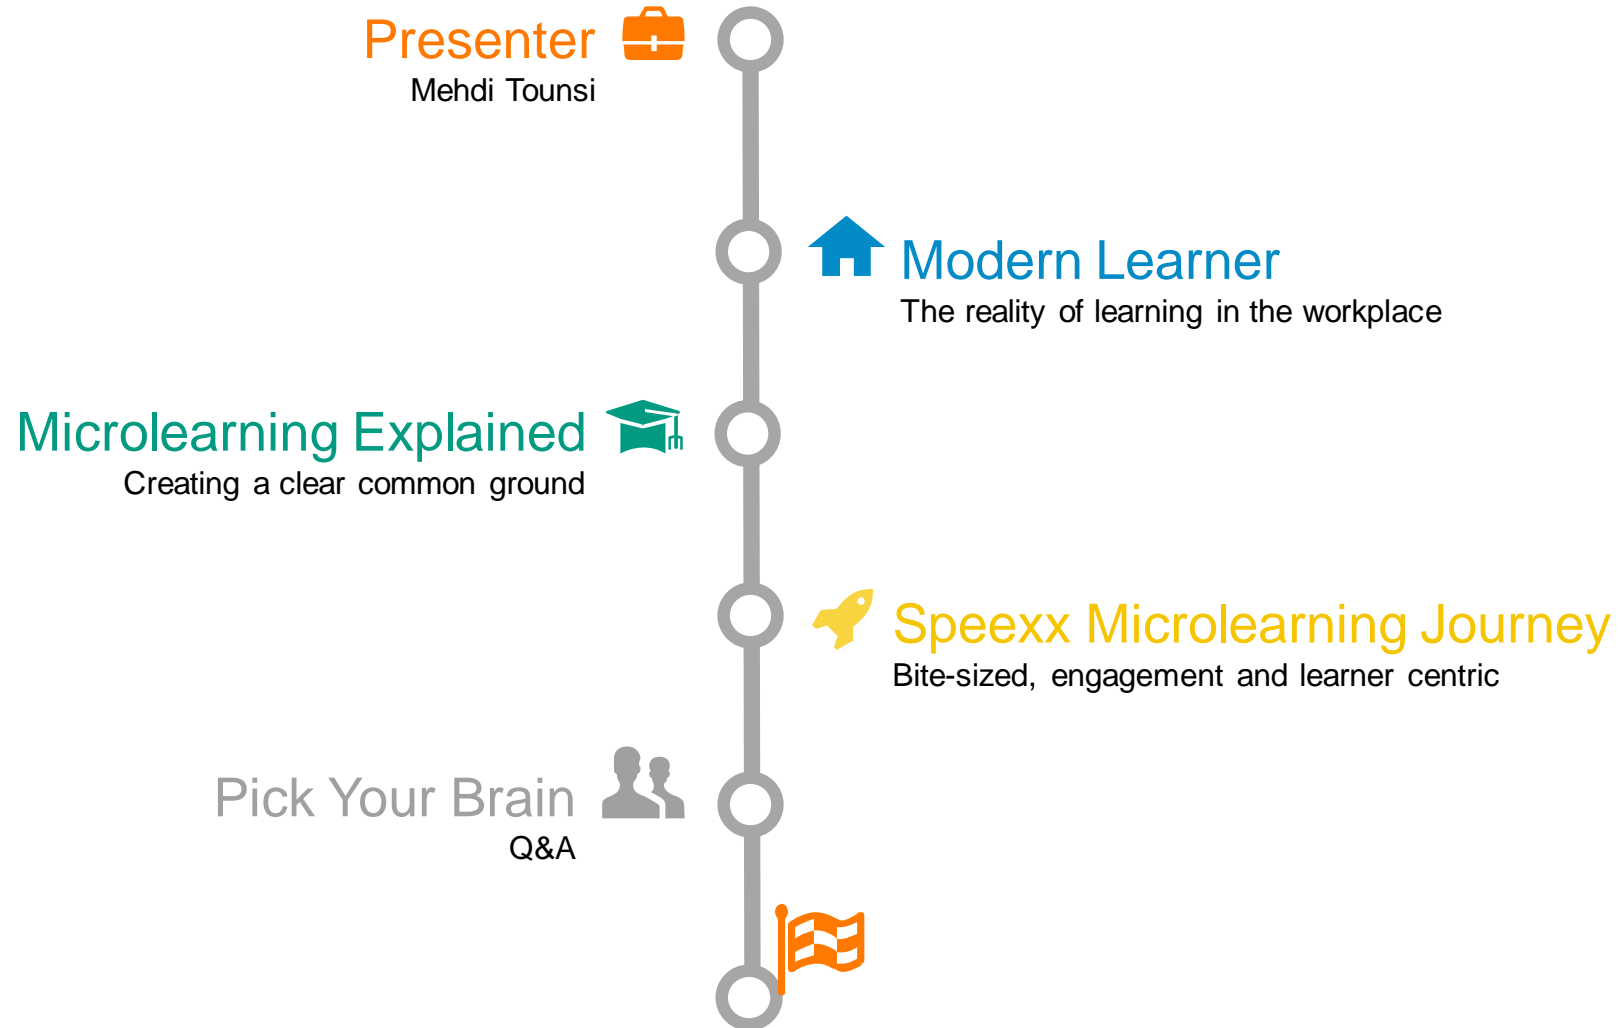 Presenter
Mehdi Tounsi
Modern Learner
The reality of learning in the workplace
Microlearning Explained
Creating a clear common ground
Speexx Microlearning Journey
Bite-sized, engagement and learner centric
Pick Your Brain
Q&A